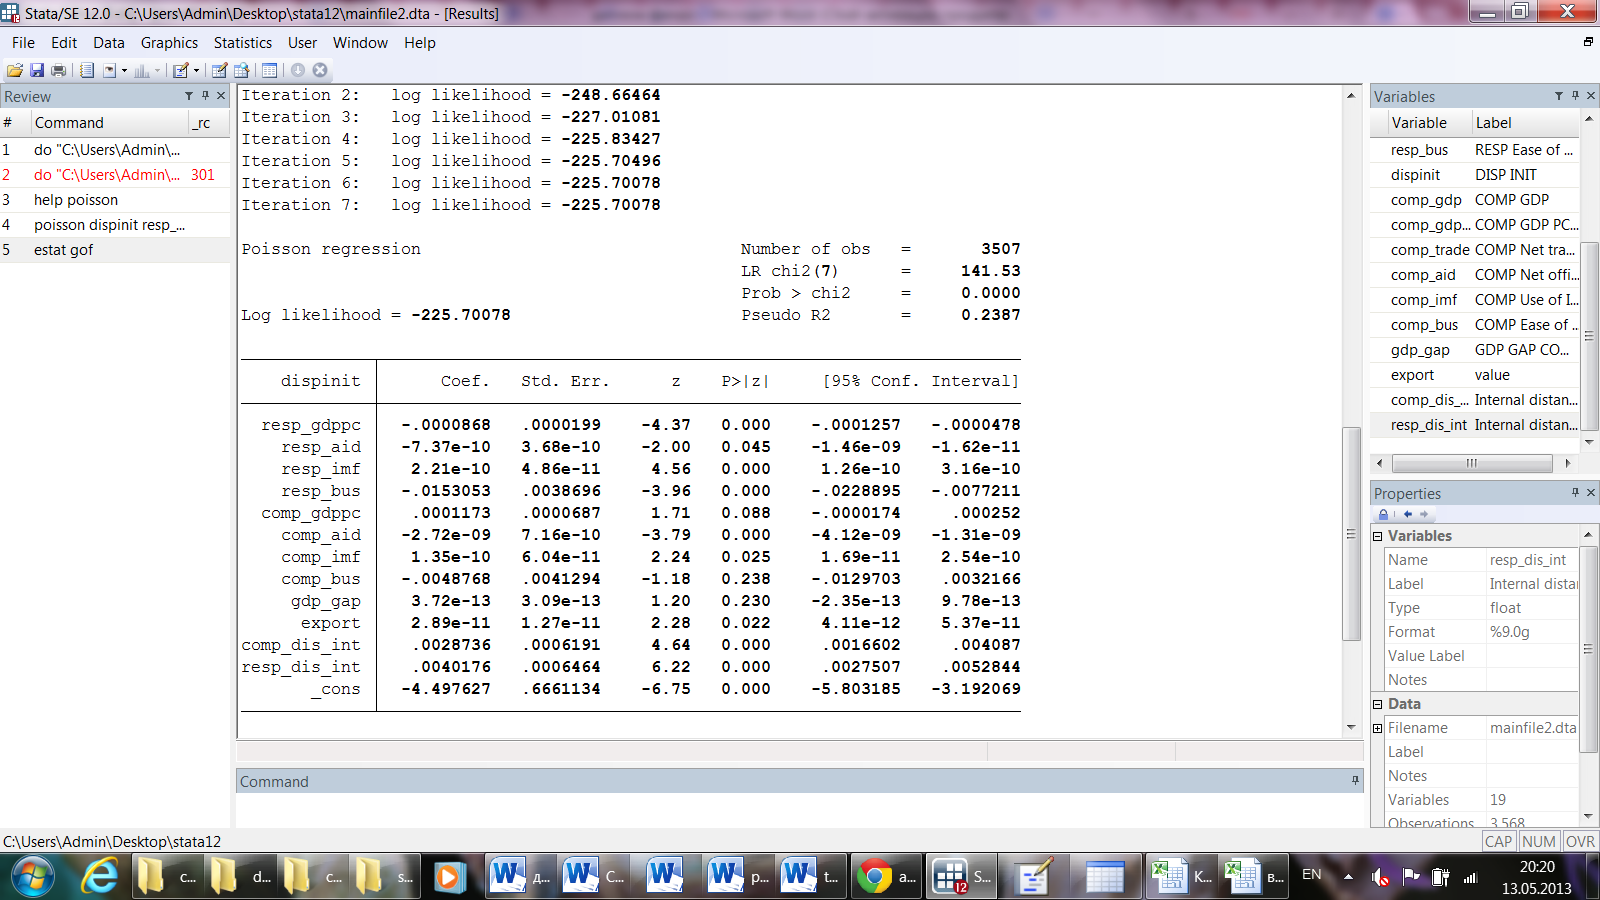 Stata/SE 12.0 - C:\Users\Admin\Desktop\stata12\mainfile2.dta - [Results]
File Edit Data Graphics Statistics User Window Help
Review
# Command _rc
1 do "C:\Users\Admin\...
2 do "C:\Users\Admin\... 301
3 help poisson
4 poisson dispinit resp_...
5 estat gof
Iteration 2: log likelihood = -248.66464
Iteration 3: log likelihood = -227.01081
Iteration 4: log likelihood = -225.83427
Iteration 5: log likelihood = -225.70496
Iteration 6: log likelihood = -225.70078
Iteration 7: log likelihood = -225.70078
Poisson regression Number of obs = 3507
LR chi2(7) = 141.53
Prob > chi2 = 0.0000
Log likelihood = -225.70078 Pseudo R2 = 0.2387
dispinit Coef. Std. Err. z P>|z| [95% Conf. Interval]
resp_gdppc -.0000868 .0000199 -4.37 0.000 -.0001257 -.0000478
resp_aid -7.37e-10 3.68e-10 -2.00 0.045 -1.46e-09 -1.62e-11
resp_imf 2.21e-10 4.86e-11 4.56 0.000 1.26e-10 3.16e-10
resp_bus -.0153053 .0038696 -3.96 0.000 -.0228895 -.0077211
comp_gdppc .0001173 .0000687 1.71 0.088 -.0000174 .000252
comp_aid -2.72e-09 7.16e-10 -3.79 0.000 -4.12e-09 -1.31e-09
comp_imf 1.35e-10 6.04e-11 2.24 0.025 1.69e-11 2.54e-10
comp_bus -.0048768 .0041294 -1.18 0.238 -.0129703 .0032166
gdp_gap 3.72e-13 3.09e-13 1.20 0.230 -2.35e-13 9.78e-13
export 2.89e-11 1.27e-11 2.28 0.022 4.11e-12 5.37e-11
comp_dis_int .0028736 .0006191 4.64 0.000 .0016602 .004087
resp_dis_int .0040176 .0006464 6.22 0.000 .0027507 .0052844
_cons -4.497627 .6661134 -6.75 0.000 -5.803185 -3.192069
Command
Variables
Variable Label
resp_bus RESP Ease of ...
dispinit DISP INIT
comp_gdp COMP GDP
comp_gdp... COMP GDP PC...
comp_trade COMP Net tra...
comp_aid COMP Net offi...
comp_imf COMP Use of I...
comp_bus COMP Ease of ...
gdp_gap GDP GAP CO...
export value
comp_dis_... Internal distan...
resp_dis_int Internal distan...
Properties
Variables
Name resp_dis_int
Label Internal distan
Type float
Format %9.0g
Value Label
Notes
Data
Filename mainfile2.dta
Label
Notes
Variables 19
Observations 3,568
C:\Users\Admin\Desktop\stata12 CAP NUM OVR
c... d... c... s... д... C... p... t... a... S... K... в... EN 20:20
13.05.2013